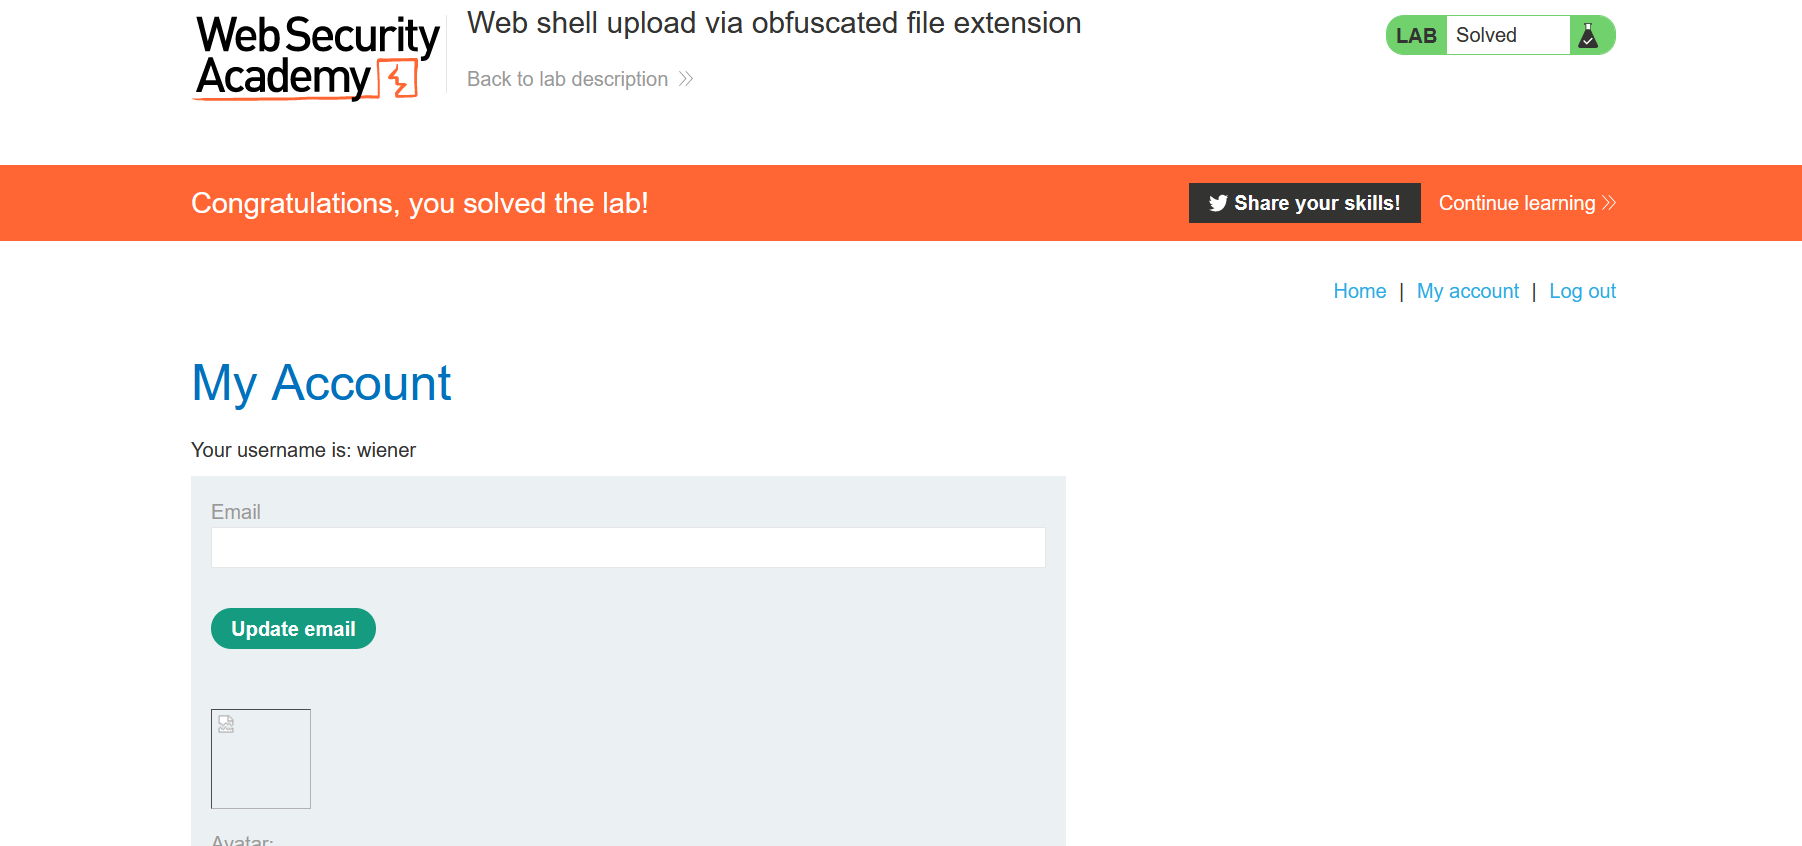 Web Security
Academy
Web shell upload via obfuscated file extension
Back to lab description
LAB Solved
Congratulations, you solved the lab!
Share your skills!
Continue learning
Home | My account | Log out
My Account
Your username is: wiener
Email
Update email
Avatar: